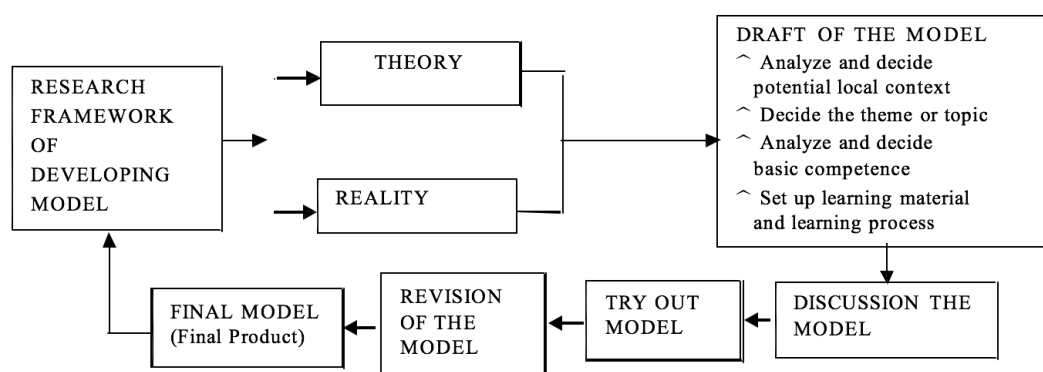 RESEARCH
FRAMEWORK
OF
DEVELOPING
MODEL
THEORY
REALITY
DRAFT OF THE MODEL
⌒ Analyze and decide
potential local context
⌒ Decide the theme or topic
⌒ Analyze and decide
basic competence
⌒ Set up learning material
and learning process
DISCUSSION THE
MODEL
TRY OUT
MODEL
REVISION
OF THE
MODEL
FINAL MODEL
(Final Product)